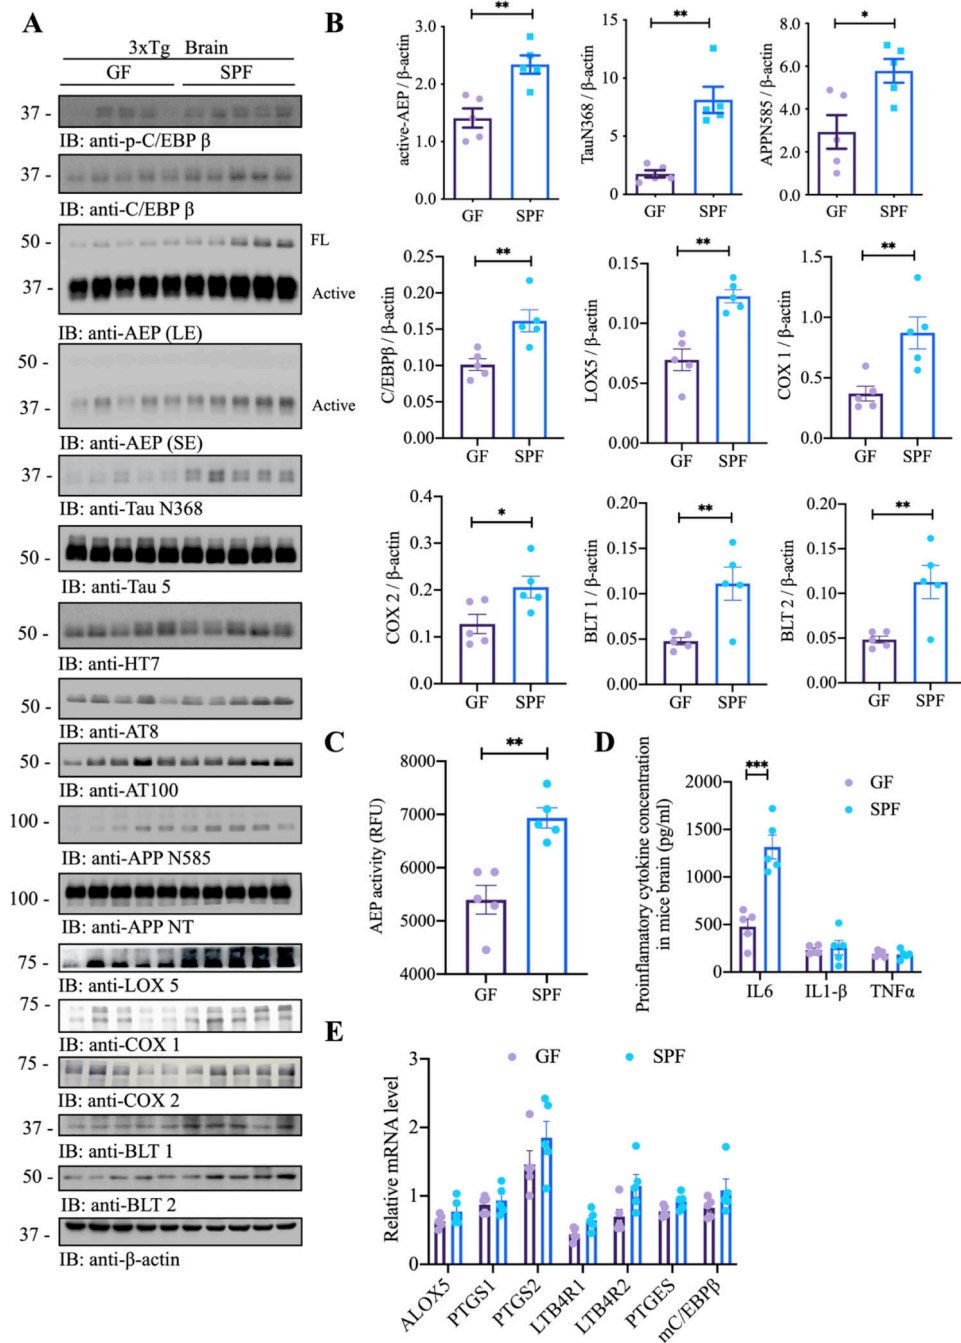 A
3xTg Brain
GF SPF
37 -
IB: anti-p-C/EBP β
37 -
IB: anti-C/EBP β
50 - FL
37 - Active
IB: anti-AEP (LE)
50 -
37 - Active
IB: anti-AEP (SE)
37 -
IB: anti-Tau N368
50 -
IB: anti-Tau 5
50 -
IB: anti-HT7
50 -
IB: anti-AT8
50 -
IB: anti-AT100
100 -
IB: anti-APP N585
100 -
IB: anti-APP NT
75 -
IB: anti-LOX 5
75 -
IB: anti-COX 1
75 -
IB: anti-COX 2
37 -
IB: anti-BLT 1
50 -
IB: anti-BLT 2
37 -
IB: anti-β-actin
B
active-AEP / β-actin
3.0
2.0
1.0
0.0
**
GF SPF
TauN368 / β-actin
15
10
5
0
**
GF SPF
APPN585 / β-actin
8.0
6.0
4.0
2.0
0.0
*
GF SPF
C/EBPβ / β-actin
0.25
0.20
0.15
0.10
0.05
0.00
**
GF SPF
LOX5 / β-actin
0.15
0.10
0.05
0.00
**
GF SPF
COX 1 / β-actin
1.5
1.0
0.5
0.0
**
GF SPF
COX 2 / β-actin
0.4
0.3
0.2
0.1
0.0
*
GF SPF
BLT 1 / β-actin
0.20
0.15
0.10
0.05
0.00
**
GF SPF
BLT 2 / β-actin
0.20
0.15
0.10
0.05
0.00
**
GF SPF
C
AEP activity (RFU)
8000
7000
6000
5000
4000
**
GF SPF
D
Proinflamatory cytokine concentration
in mice brain (pg/ml)
2000
1500
1000
500
0
***
GF
SPF
IL6 IL1-β TNFα
E
Relative mRNA level
3
2
1
0
GF SPF
ALOX5 PTGS1 PTGS2 LTB4R1 LTB4R2 PTGES mC/EBPβ